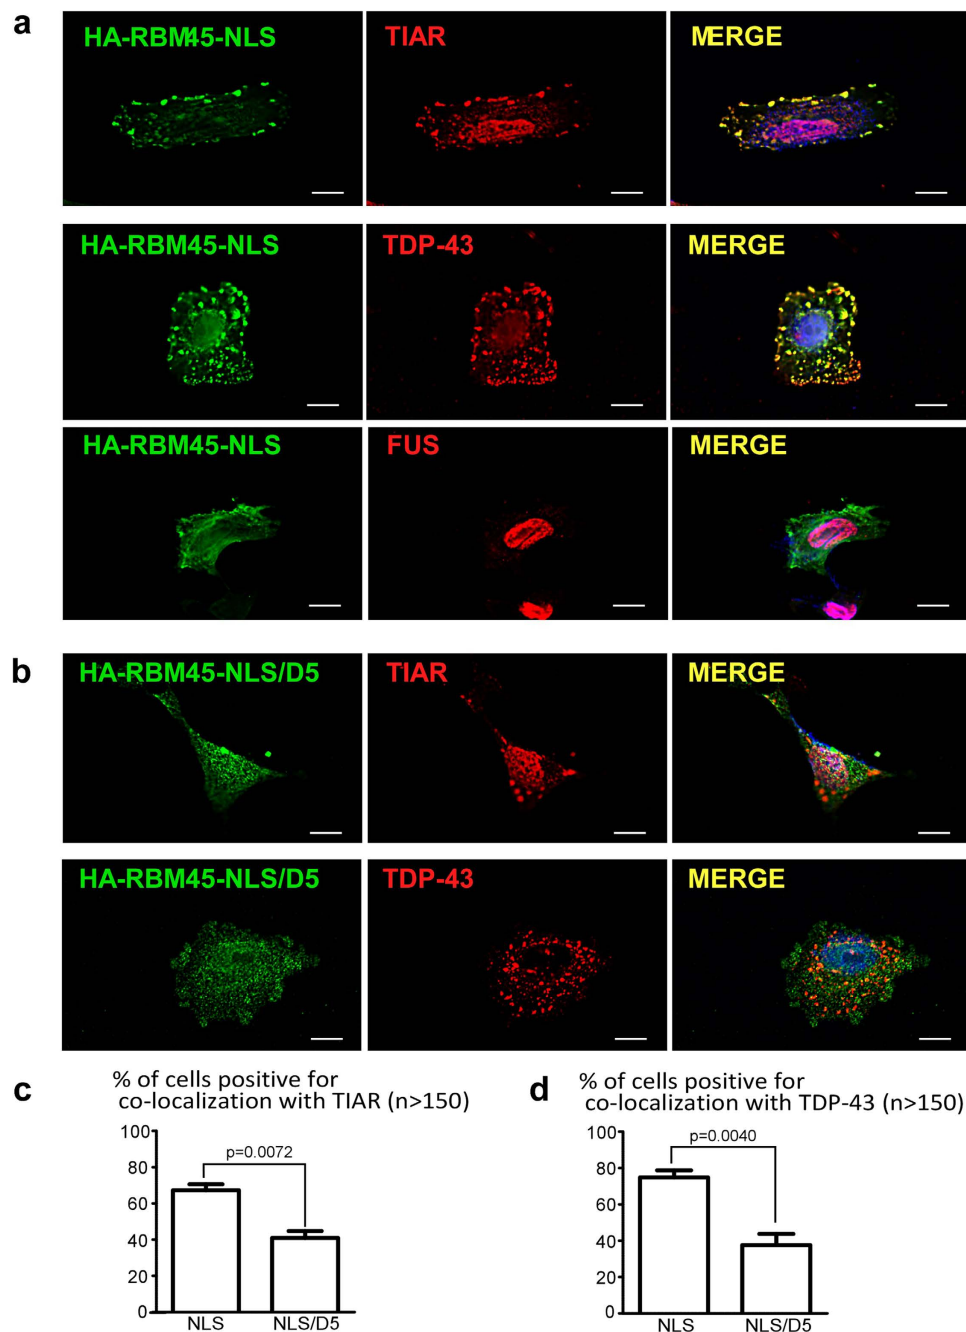 a
HA-RBM45-NLS TIAR MERGE
HA-RBM45-NLS TDP-43 MERGE
HA-RBM45-NLS FUS MERGE
b
HA-RBM45-NLS/D5 TIAR MERGE
HA-RBM45-NLS/D5 TDP-43 MERGE
c
% of cells positive for
co-localization with TIAR (n>150)
100
80
60
40
20
0
p=0.0072
NLS NLS/D5
d
% of cells positive for
co-localization with TDP-43 (n>150)
100
80
60
40
20
0
p=0.0040
NLS NLS/D5